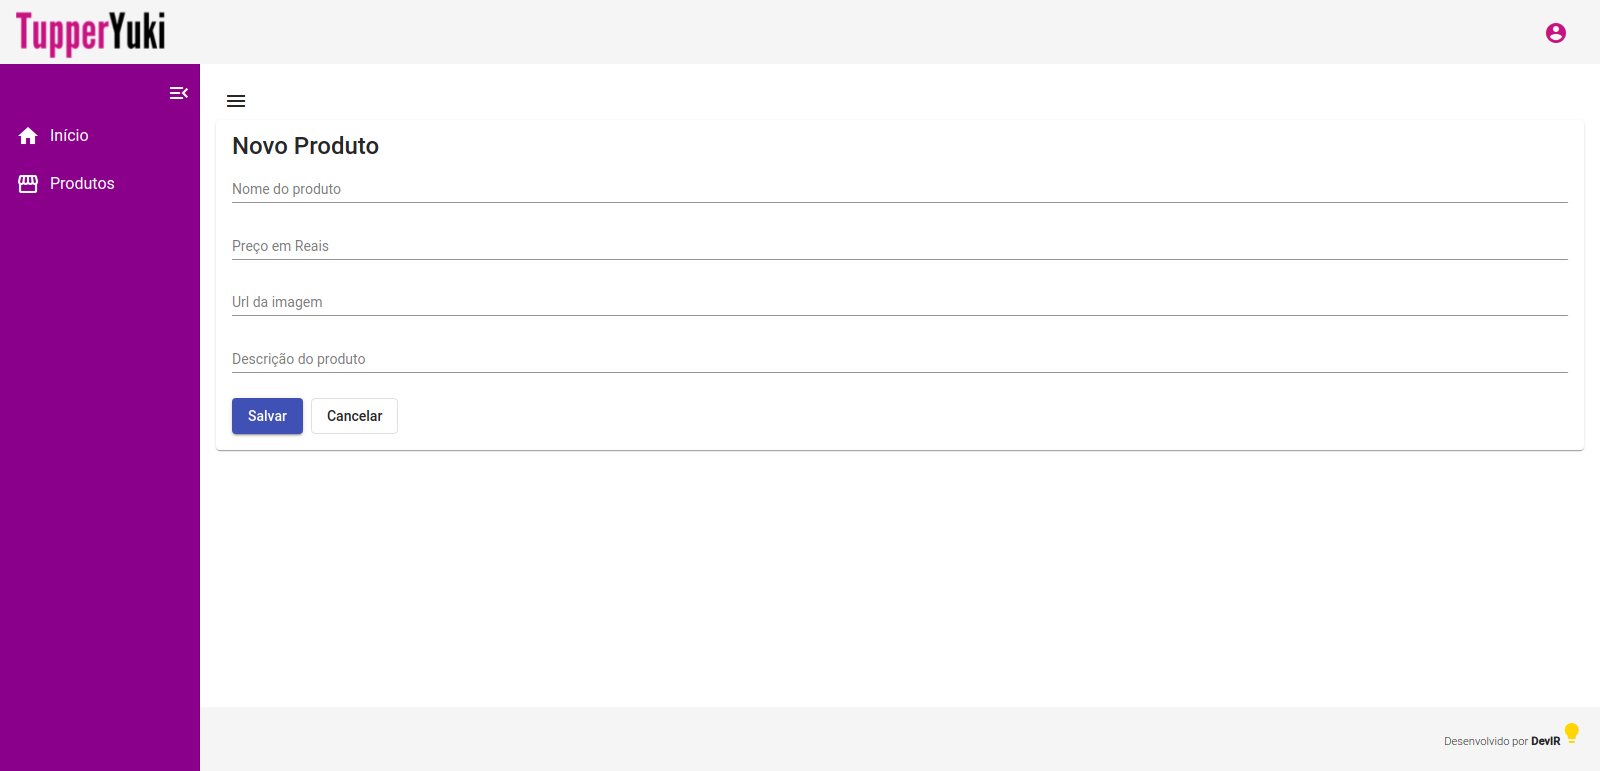 TupperYuki
Início
Produtos
Novo Produto
Nome do produto
Preço em Reais
Url da imagem
Descrição do produto
Salvar Cancelar
Desenvolvido por DevIR